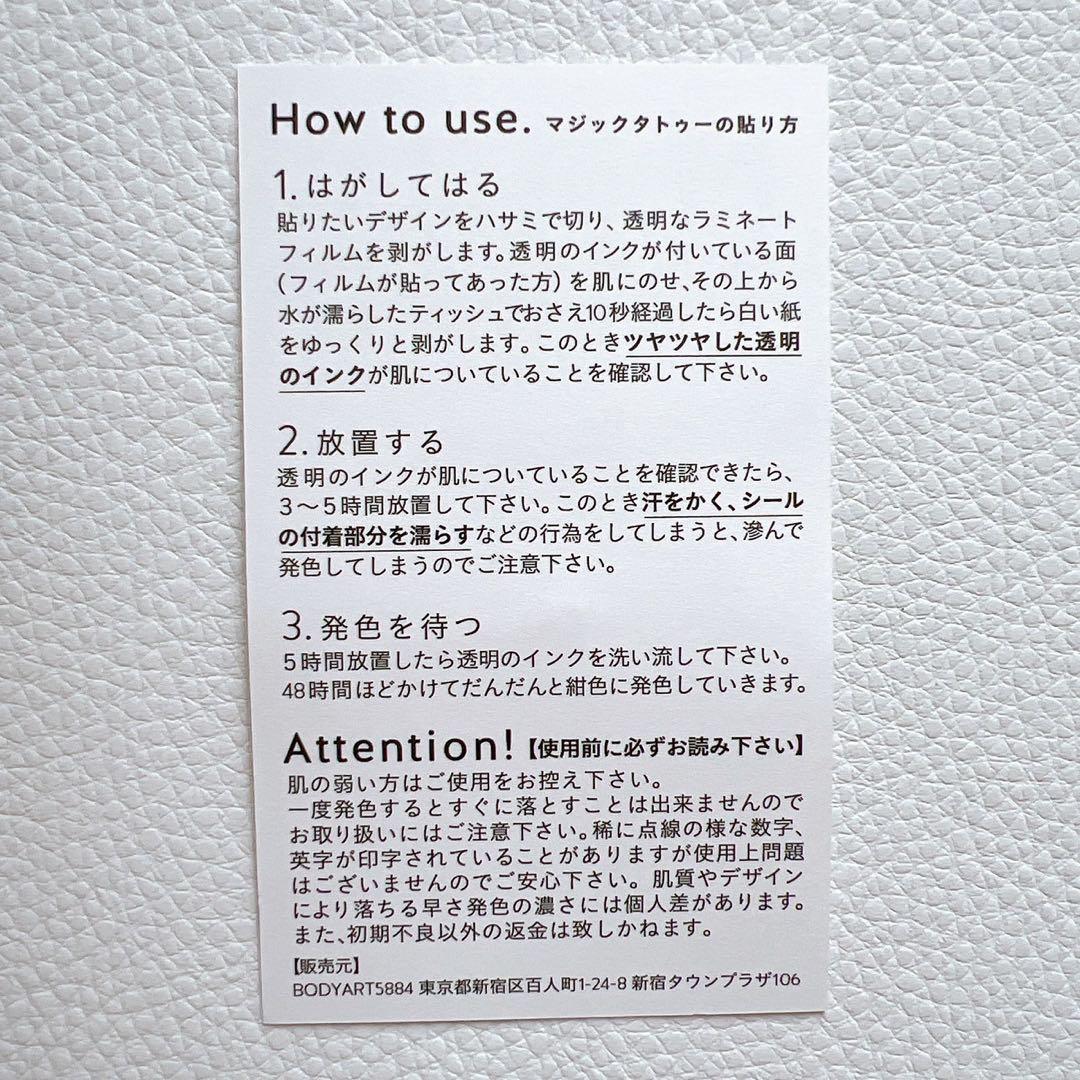 How to use. マジックタトゥーの貼り方
1. はがしてはる
貼りたいデザインをハサミで切り、透明なラミネート
フィルムを剥がします。透明のインクが付いている面
(フィルムが貼ってあった方) を肌にのせ、その上から
水が濡らしたティッシュでおさえ10秒経過したら白い紙
をゆっくりと剥がします。このときツヤツヤした透明
のインクが肌についていることを確認して下さい。
2. 放置する
透明のインクが肌についていることを確認できたら、
3〜5時間放置して下さい。このとき汗をかく、シール
の付着部分を濡らすなどの行為をしてしまうと、滲んで
発色してしまうのでご注意下さい。
3. 発色を待つ
5時間放置したら透明のインクを洗い流して下さい。
48時間ほどかけてだんだんと紺色に発色していきます。
Attention! 【使用前に必ずお読み下さい】
肌の弱い方はご使用をお控え下さい。
一度発色するとすぐに落とすことは出来ませんので
お取り扱いにはご注意下さい。稀に点線の様な数字、
英字が印字されていることがありますが使用上問題
はございませんのでご安心下さい。肌質やデザイン
により落ちる早さ発色の濃さには個人差があります。
また、初期不良以外の返金は致しかねます。
【販売元】
BODYART5884 東京都新宿区百人町1-24-8 新宿タウンプラザ106